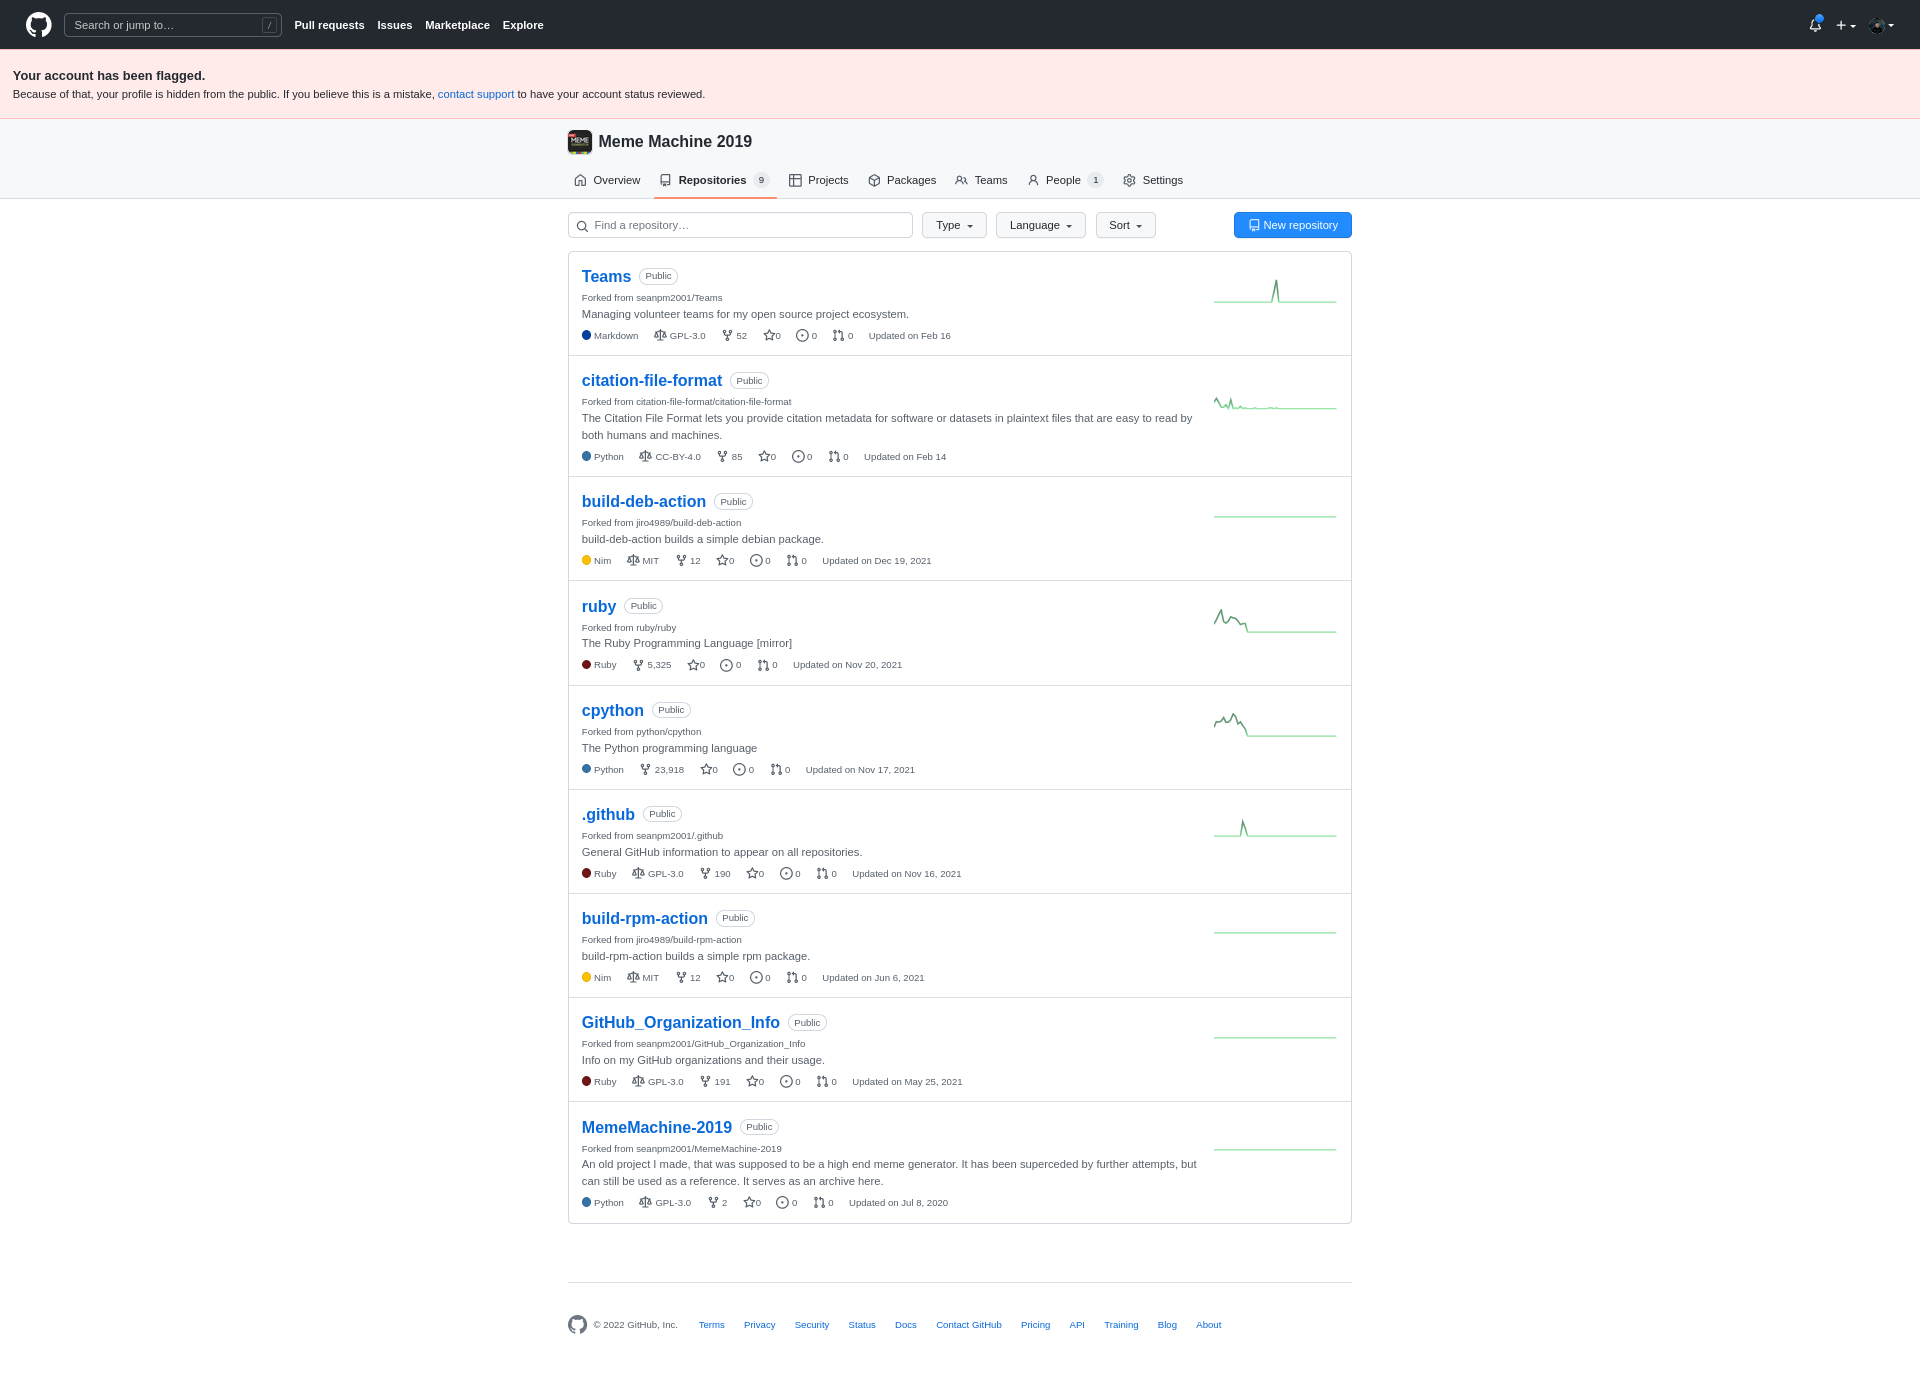 Search or jump to… /
Pull requests Issues Marketplace Explore
Your account has been flagged.
Because of that, your profile is hidden from the public. If you believe this is a mistake, contact support to have your account status reviewed.
MEME
Meme Machine 2019
Overview Repositories 9 Projects Packages Teams People 1 Settings
Find a repository… Type Language Sort New repository
Teams Public
Forked from seanpm2001/Teams
Managing volunteer teams for my open source project ecosystem.
Markdown GPL-3.0 52 0 0 0 Updated on Feb 16
citation-file-format Public
Forked from citation-file-format/citation-file-format
The Citation File Format lets you provide citation metadata for software or datasets in plaintext files that are easy to read by
both humans and machines.
Python CC-BY-4.0 85 0 0 0 Updated on Feb 14
build-deb-action Public
Forked from jiro4989/build-deb-action
build-deb-action builds a simple debian package.
Nim MIT 12 0 0 0 Updated on Dec 19, 2021
ruby Public
Forked from ruby/ruby
The Ruby Programming Language [mirror]
Ruby 5,325 0 0 0 Updated on Nov 20, 2021
cpython Public
Forked from python/cpython
The Python programming language
Python 23,918 0 0 0 Updated on Nov 17, 2021
.github Public
Forked from seanpm2001/.github
General GitHub information to appear on all repositories.
Ruby GPL-3.0 190 0 0 0 Updated on Nov 16, 2021
build-rpm-action Public
Forked from jiro4989/build-rpm-action
build-rpm-action builds a simple rpm package.
Nim MIT 12 0 0 0 Updated on Jun 6, 2021
GitHub_Organization_Info Public
Forked from seanpm2001/GitHub_Organization_Info
Info on my GitHub organizations and their usage.
Ruby GPL-3.0 191 0 0 0 Updated on May 25, 2021
MemeMachine-2019 Public
Forked from seanpm2001/MemeMachine-2019
An old project I made, that was supposed to be a high end meme generator. It has been superceded by further attempts, but
can still be used as a reference. It serves as an archive here.
Python GPL-3.0 2 0 0 0 Updated on Jul 8, 2020
© 2022 GitHub, Inc. Terms Privacy Security Status Docs Contact GitHub Pricing API Training Blog About